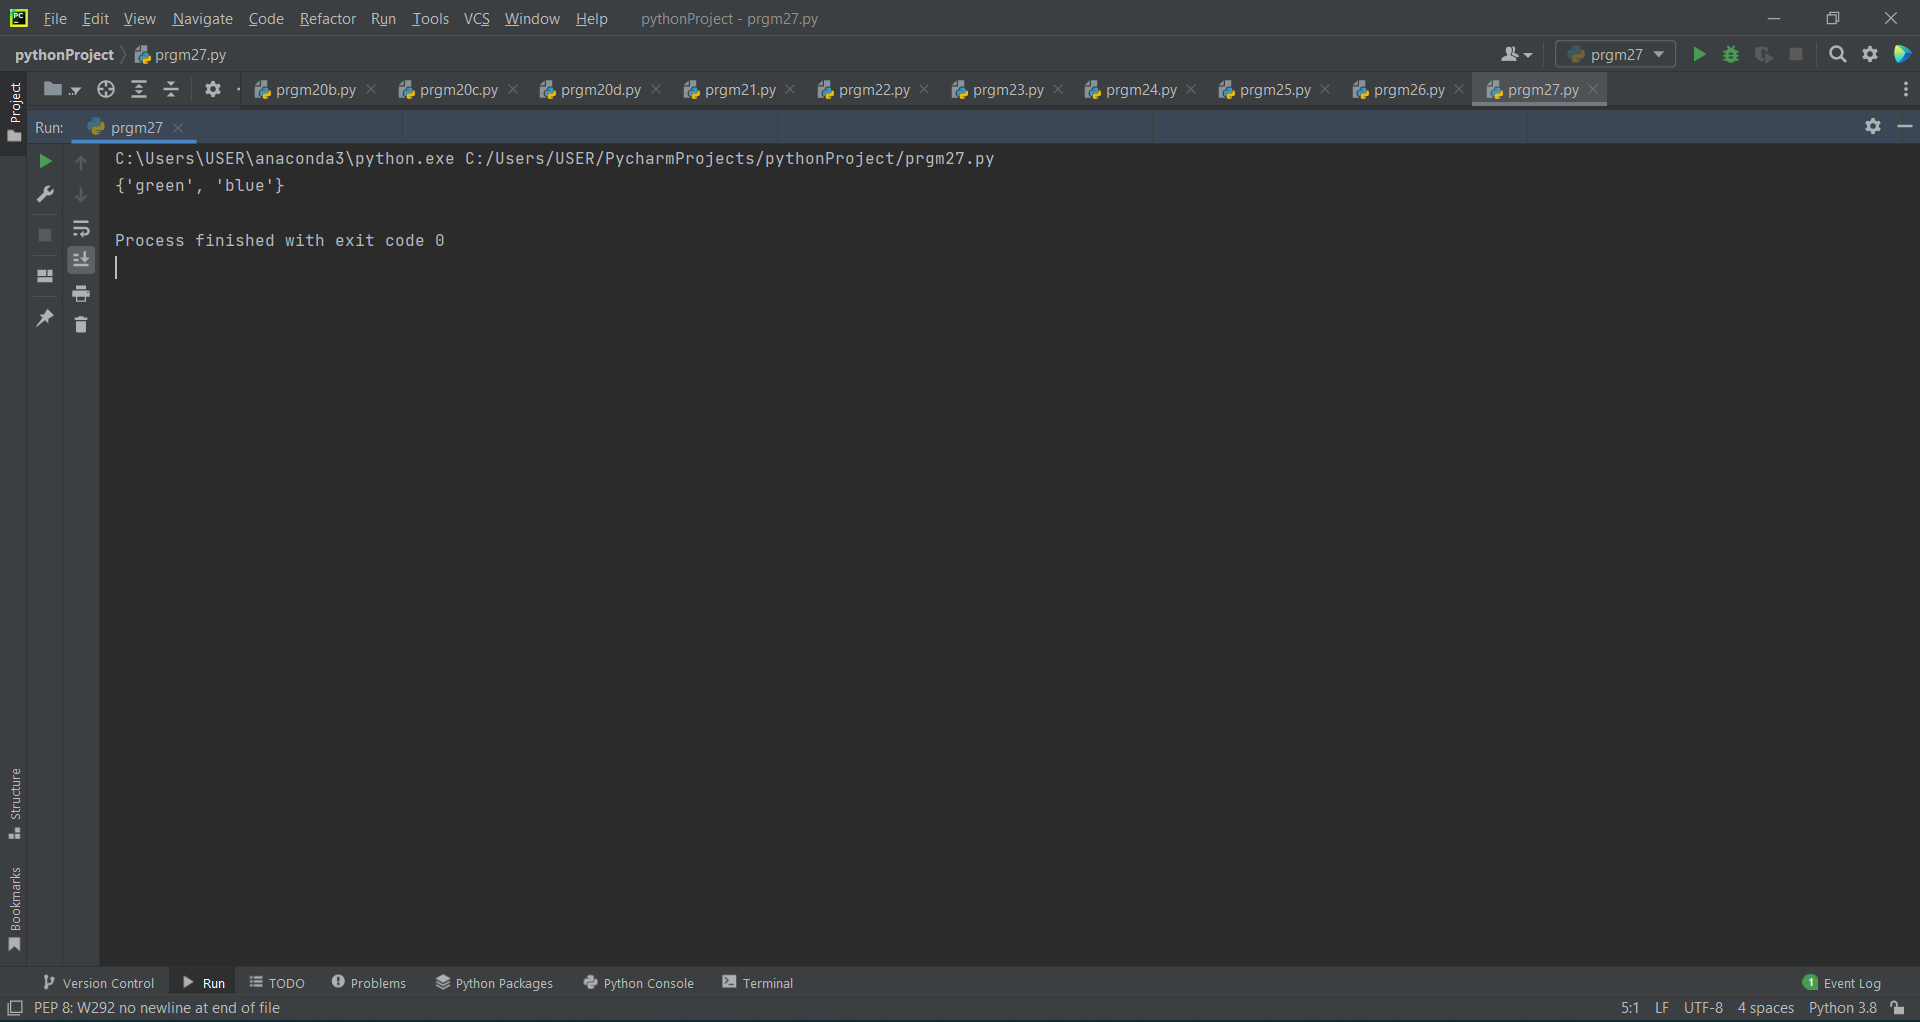 PC File Edit View Navigate Code Refactor Run Tools VCS Window Help pythonProject - prgm27.py
pythonProject prgm27.py prgm27
prgm20b.py prgm20c.py prgm20d.py prgm21.py prgm22.py prgm23.py prgm24.py prgm25.py prgm26.py prgm27.py
Project
Run: prgm27
C:\Users\USER\anaconda3\python.exe C:/Users/USER/PycharmProjects/pythonProject/prgm27.py
{'green', 'blue'}
Process finished with exit code 0
Structure
Bookmarks
Version Control Run TODO Problems Python Packages Python Console Terminal 1 Event Log
PEP 8: W292 no newline at end of file 5:1 LF UTF-8 4 spaces Python 3.8